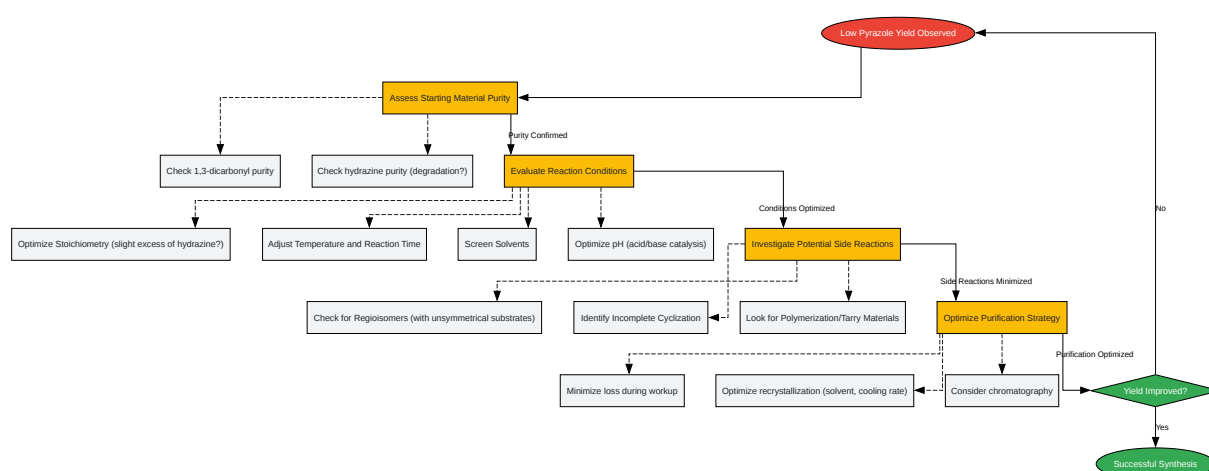 Low Pyrazole Yield Observed
Assess Starting Material Purity
Purity Confirmed
Check 1,3-dicarbonyl purity
Check hydrazine purity (degradation?)
Evaluate Reaction Conditions
Conditions Optimized
No
Optimize Stoichiometry (slight excess of hydrazine?)
Adjust Temperature and Reaction Time
Screen Solvents
Optimize pH (acid/base catalysis)
Investigate Potential Side Reactions
Side Reactions Minimized
Check for Regioisomers (with unsymmetrical substrates)
Identify Incomplete Cyclization
Look for Polymerization/Tarry Materials
Optimize Purification Strategy
Purification Optimized
Minimize loss during workup
Optimize recrystallization (solvent, cooling rate)
Consider chromatography
Yield Improved?
Yes
Successful Synthesis